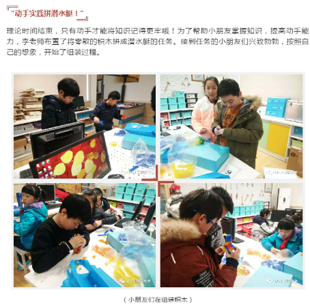 “动手实践拼潜水艇！”
理论时间结束，只有动手才能将知识记得更牢啦！为了帮助小朋友掌握知识，提高动手能
力，李老师布置了将零散的积木拼成潜水艇的任务。接到任务的小朋友们兴致勃勃，按照自
己的想象，开始了组装过程。
（小朋友们在组装积木）